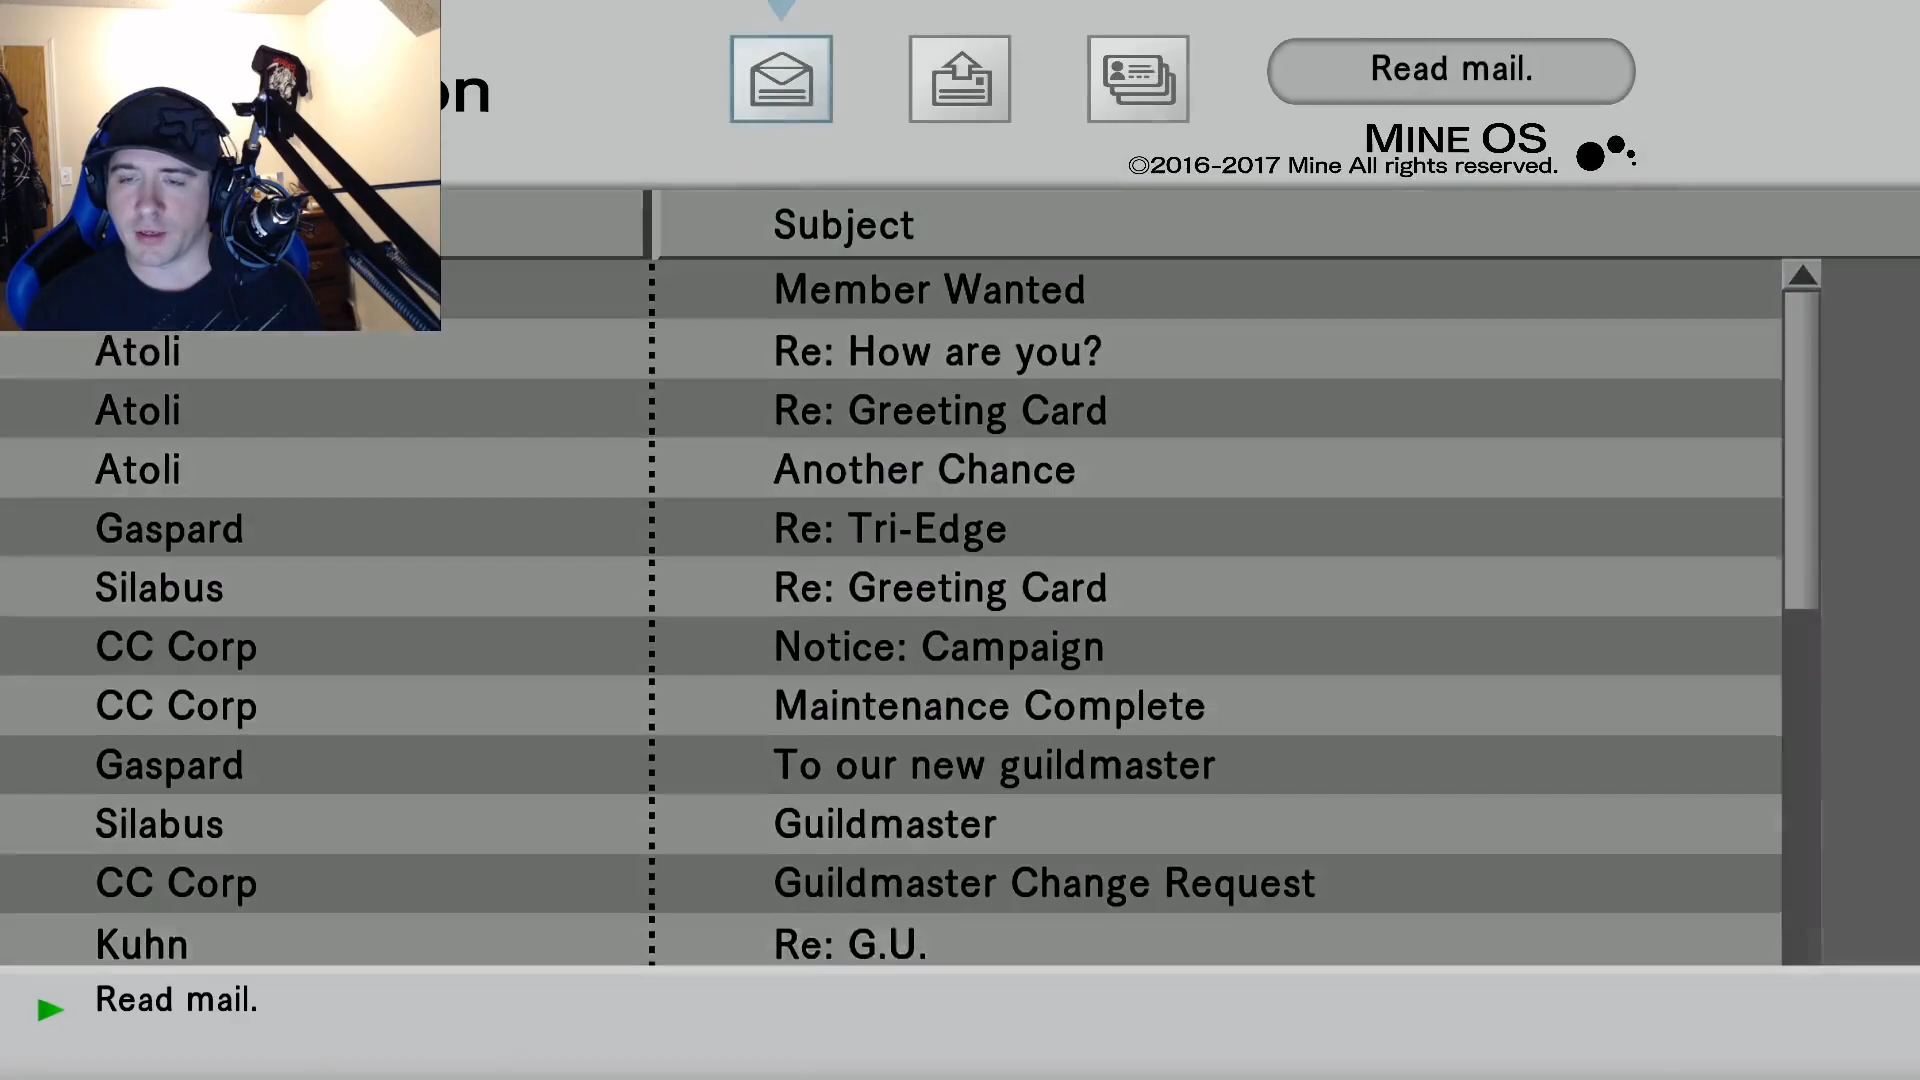 on
Read mail.
MINE OS
©2016-2017 Mine All rights reserved.
Subject
Member Wanted
Atoli Re: How are you?
Atoli Re: Greeting Card
Atoli Another Chance
Gaspard Re: Tri-Edge
Silabus Re: Greeting Card
CC Corp Notice: Campaign
CC Corp Maintenance Complete
Gaspard To our new guildmaster
Silabus Guildmaster
CC Corp Guildmaster Change Request
Kuhn Re: G.U.
Read mail.